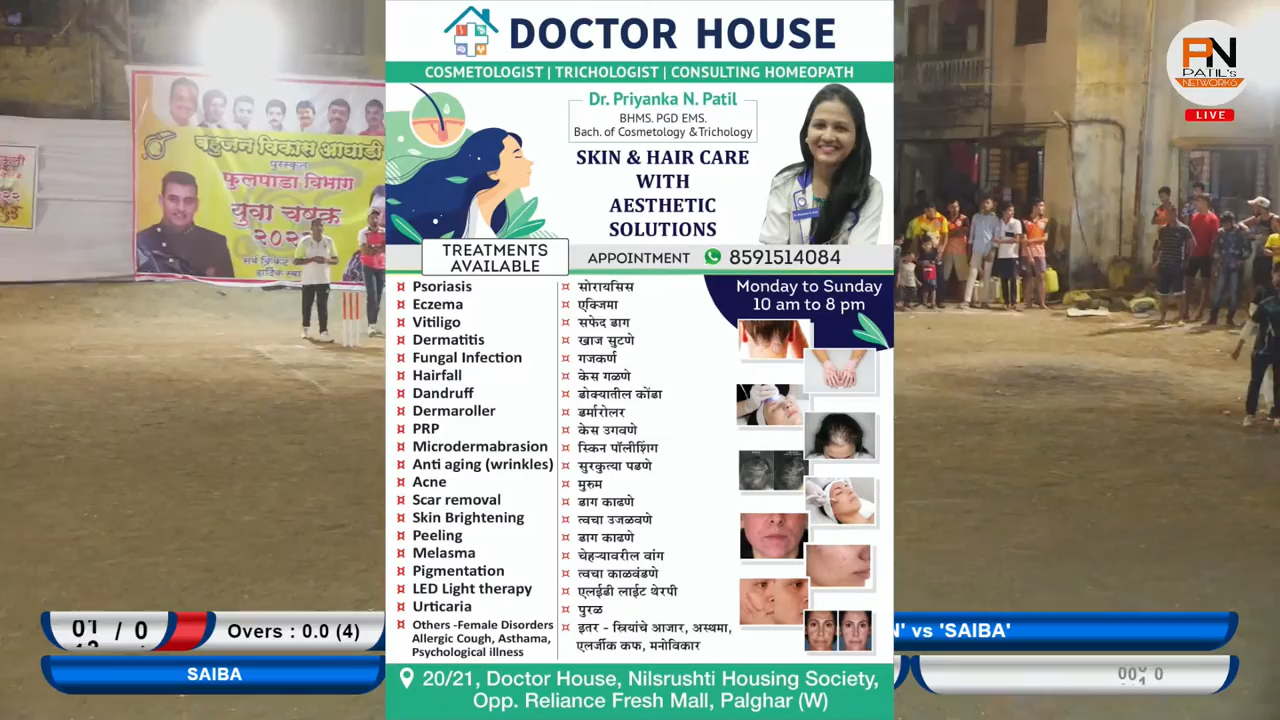 DOCTOR HOUSE
COSMETOLOGIST | TRICHOLOGIST | CONSULTING HOMEOPATH
Dr. Priyanka N. Patil
BHMS. PGD EMS.
Bach. of Cosmetology & Trichology
SKIN & HAIR CARE
WITH
AESTHETIC
SOLUTIONS
TREATMENTS
AVAILABLE
APPOINTMENT 8591514084
Monday to Sunday
10 am to 8 pm
Psoriasis
Eczema
Vitiligo
Dermatitis
Fungal Infection
Hairfall
Dandruff
Dermaroller
PRP
Microdermabrasion
Anti aging (wrinkles)
Acne
Scar removal
Skin Brightening
Peeling
Melasma
Pigmentation
LED Light therapy
Urticaria
Others -Female Disorders
Allergic Cough, Asthama,
Psychological illness
सोरायसिस
एक्जिमा
सफेद डाग
खाज सुटणे
गजकर्ण
केस गळणे
डोक्यातील कोंडा
डर्मारोलर
केस उगवणे
स्किन पॉलीशिंग
सुरकुत्या पढणे
मुरुम
डाग काढणे
त्वचा उजळवणे
डाग काढणे
चेहऱ्यावरील वांग
त्वचा काळवंडणे
एलईडी लाईट थेरपी
पुरळ
इतर - स्त्रियांचे आजार, अस्थमा,
एलर्जीक कफ, मनोविकार
20/21, Doctor House, Nilsrushti Housing Society,
Opp. Reliance Fresh Mall, Palghar (W)
बहुजन विकास आघाडी
पुरस्कृत
फुलपाडा विभाग
युवा चषक
PN
PATIL's
NETWORKS
LIVE
/ 0
Overs : 0.0 (4)
SAIBA
N' vs 'SAIBA'